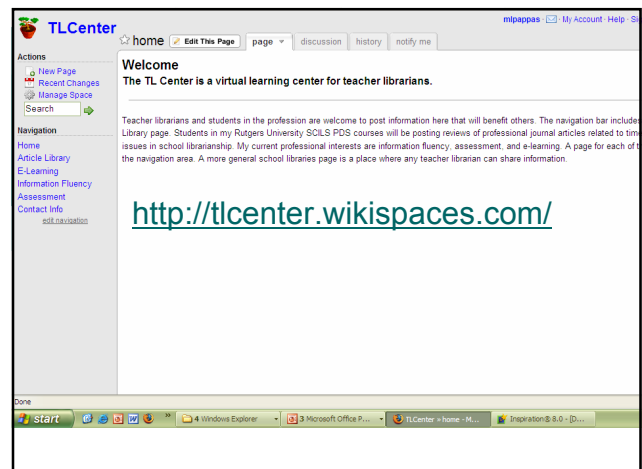 TLCenter
mlpappas · My Account · Help · Si
home Edit This Page page discussion history notify me
Actions
New Page
Recent Changes
Manage Space
Search
Navigation
Home
Article Library
E-Learning
Information Fluency
Assessment
Contact Info
edit navigation
Welcome
The TL Center is a virtual learning center for teacher librarians.
Teacher librarians and students in the profession are welcome to post information here that will benefit others. The navigation bar includes
Library page. Students in my Rutgers University SCILS PDS courses will be posting reviews of professional journal articles related to tim
issues in school librarianship. My current professional interests are information fluency, assessment, and e-learning. A page for each of t
the navigation area. A more general school libraries page is a place where any teacher librarian can share information.
http://tlcenter.wikispaces.com/
Done
start » 4 Windows Explorer 3 Microsoft Office P... TLCenter » home - M... Inspiration® 8.0 - [D...